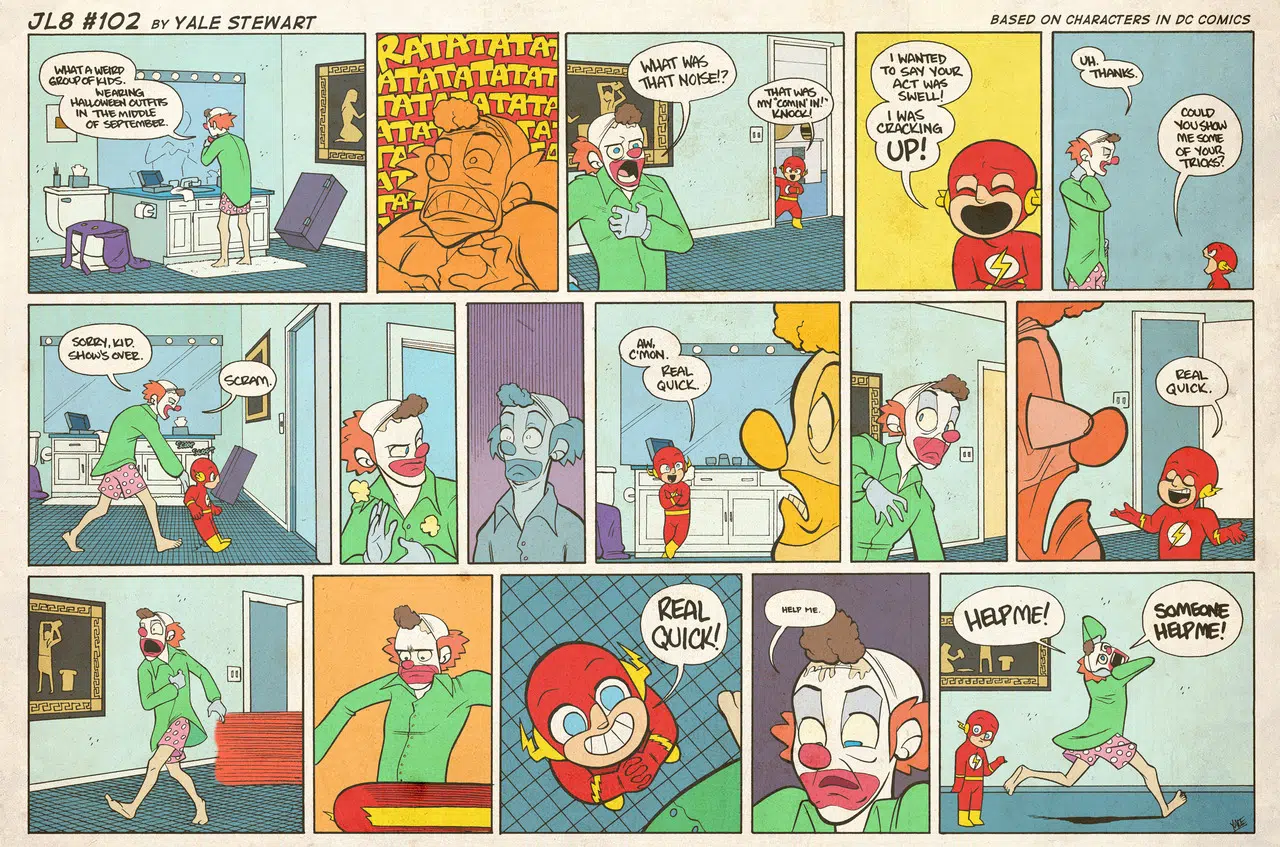 JL8 #102 BY YALE STEWART
BASED ON CHARACTERS IN DC COMICS
WHAT A WEIRD
GROUP OF KIDS.
WEARING
HALLOWEEN OUTFITS
IN THE MIDDLE
OF SEPTEMBER.
RATATATATAT
ATATATATATA
TATATATATATA
WHAT WAS
THAT NOISE!?
THAT WAS
MY "COMIN' IN!"
KNOCK!
I WANTED
TO SAY YOUR
ACT WAS
SWELL!
I WAS
CRACKING
UP!
UH.
THANKS.
COULD
YOU SHOW
ME SOME
OF YOUR
TRICKS?
SORRY, KID.
SHOW'S OVER.
SCRAM.
AW,
C'MON.
REAL
QUICK.
REAL
QUICK.
REAL
QUICK!
HELP ME.
HELP ME!
SOMEONE
HELP ME!